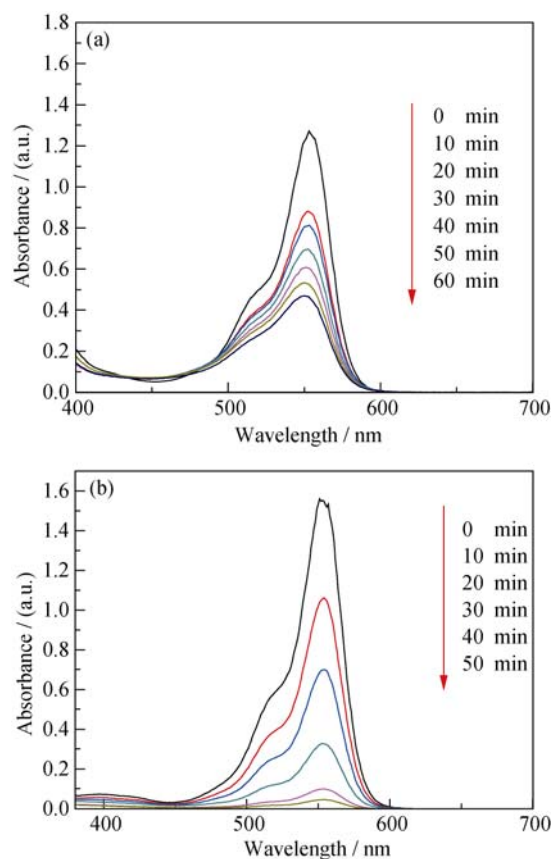 (a)
1.8
1.6
1.4
1.2
1.0
0.8
0.6
0.4
0.2
0.0
Absorbance / (a.u.)
0 min
10 min
20 min
30 min
40 min
50 min
60 min
400 500 600 700
Wavelength / nm
(b)
1.6
1.4
1.2
1.0
0.8
0.6
0.4
0.2
0.0
Absorbance / (a.u.)
0 min
10 min
20 min
30 min
40 min
50 min
400 500 600 700
Wavelength / nm